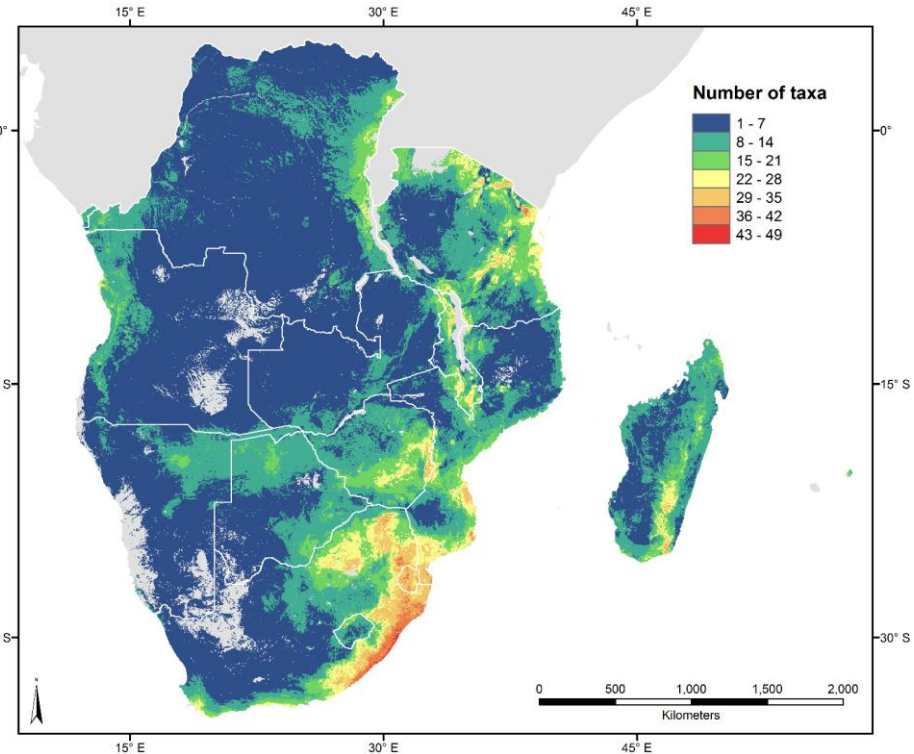 15° E 30° E 45° E
Number of taxa
1 - 7
8 - 14
15 - 21
22 - 28
29 - 35
36 - 42
43 - 49
0° 0°
S 15° S
S 30° S
N
0 500 1,000 1,500 2,000
Kilometers
15° E 30° E 45° E